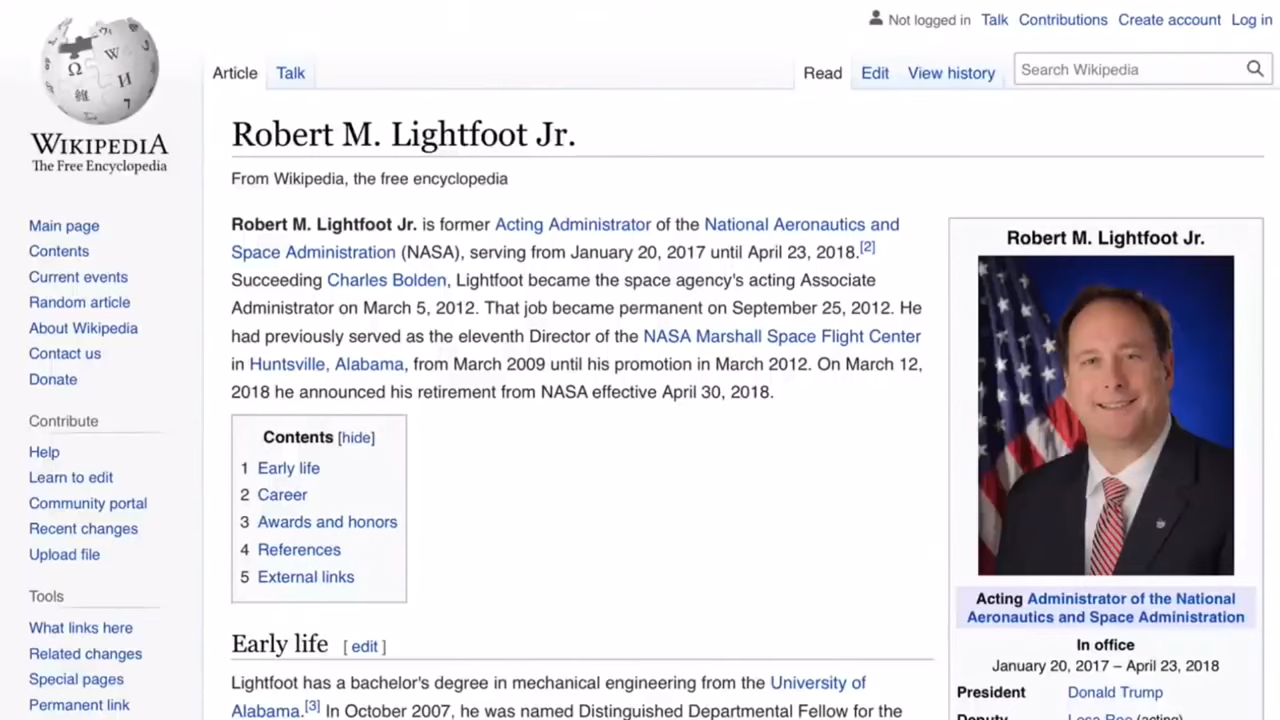 Not logged in Talk Contributions Create account Log in
Article Talk Read Edit View history Search Wikipedia
WIKIPEDIA
The Free Encyclopedia
Main page
Contents
Current events
Random article
About Wikipedia
Contact us
Donate
Contribute
Help
Learn to edit
Community portal
Recent changes
Upload file
Tools
What links here
Related changes
Special pages
Permanent link
Robert M. Lightfoot Jr.
From Wikipedia, the free encyclopedia
Robert M. Lightfoot Jr. is former Acting Administrator of the National Aeronautics and
Space Administration (NASA), serving from January 20, 2017 until April 23, 2018.[2]
Succeeding Charles Bolden, Lightfoot became the space agency's acting Associate
Administrator on March 5, 2012. That job became permanent on September 25, 2012. He
had previously served as the eleventh Director of the NASA Marshall Space Flight Center
in Huntsville, Alabama, from March 2009 until his promotion in March 2012. On March 12,
2018 he announced his retirement from NASA effective April 30, 2018.
Contents [hide]
1 Early life
2 Career
3 Awards and honors
4 References
5 External links
Early life [ edit ]
Lightfoot has a bachelor's degree in mechanical engineering from the University of
Alabama.[3] In October 2007, he was named Distinguished Departmental Fellow for the
Robert M. Lightfoot Jr.
Acting Administrator of the National
Aeronautics and Space Administration
In office
January 20, 2017 – April 23, 2018
President Donald Trump